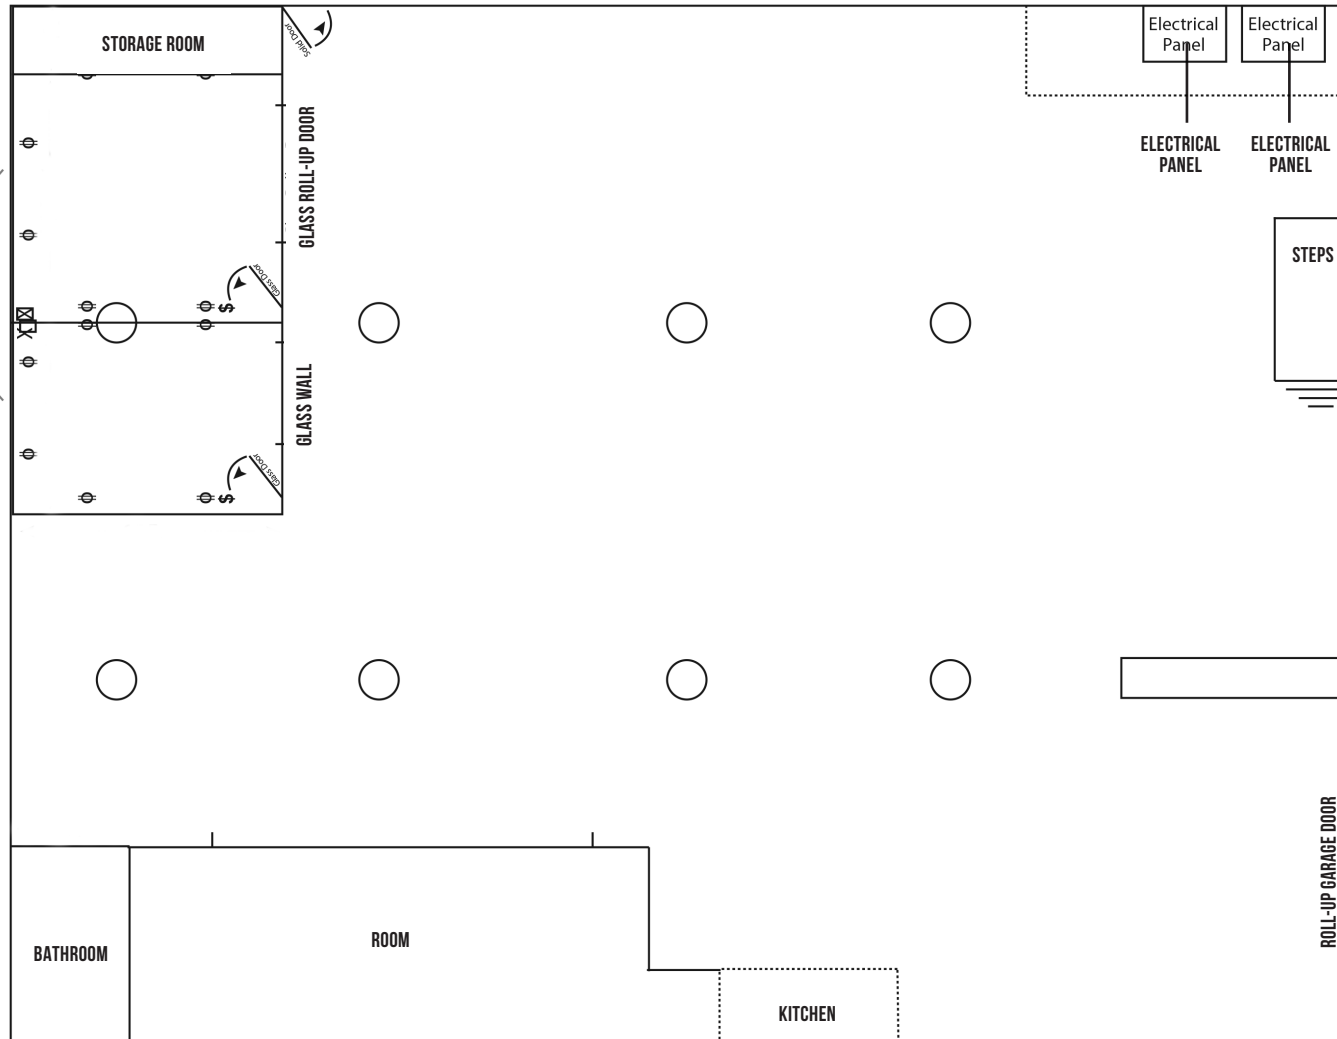 STORAGE ROOM
Solid Door
Electrical
Panel
Electrical
Panel
ELECTRICAL
PANEL
ELECTRICAL
PANEL
GLASS ROLL-UP DOOR
STEPS
Glass Door
$
GLASS WALL
Glass Door
$
ROLL-UP GARAGE DOOR
BATHROOM
ROOM
KITCHEN